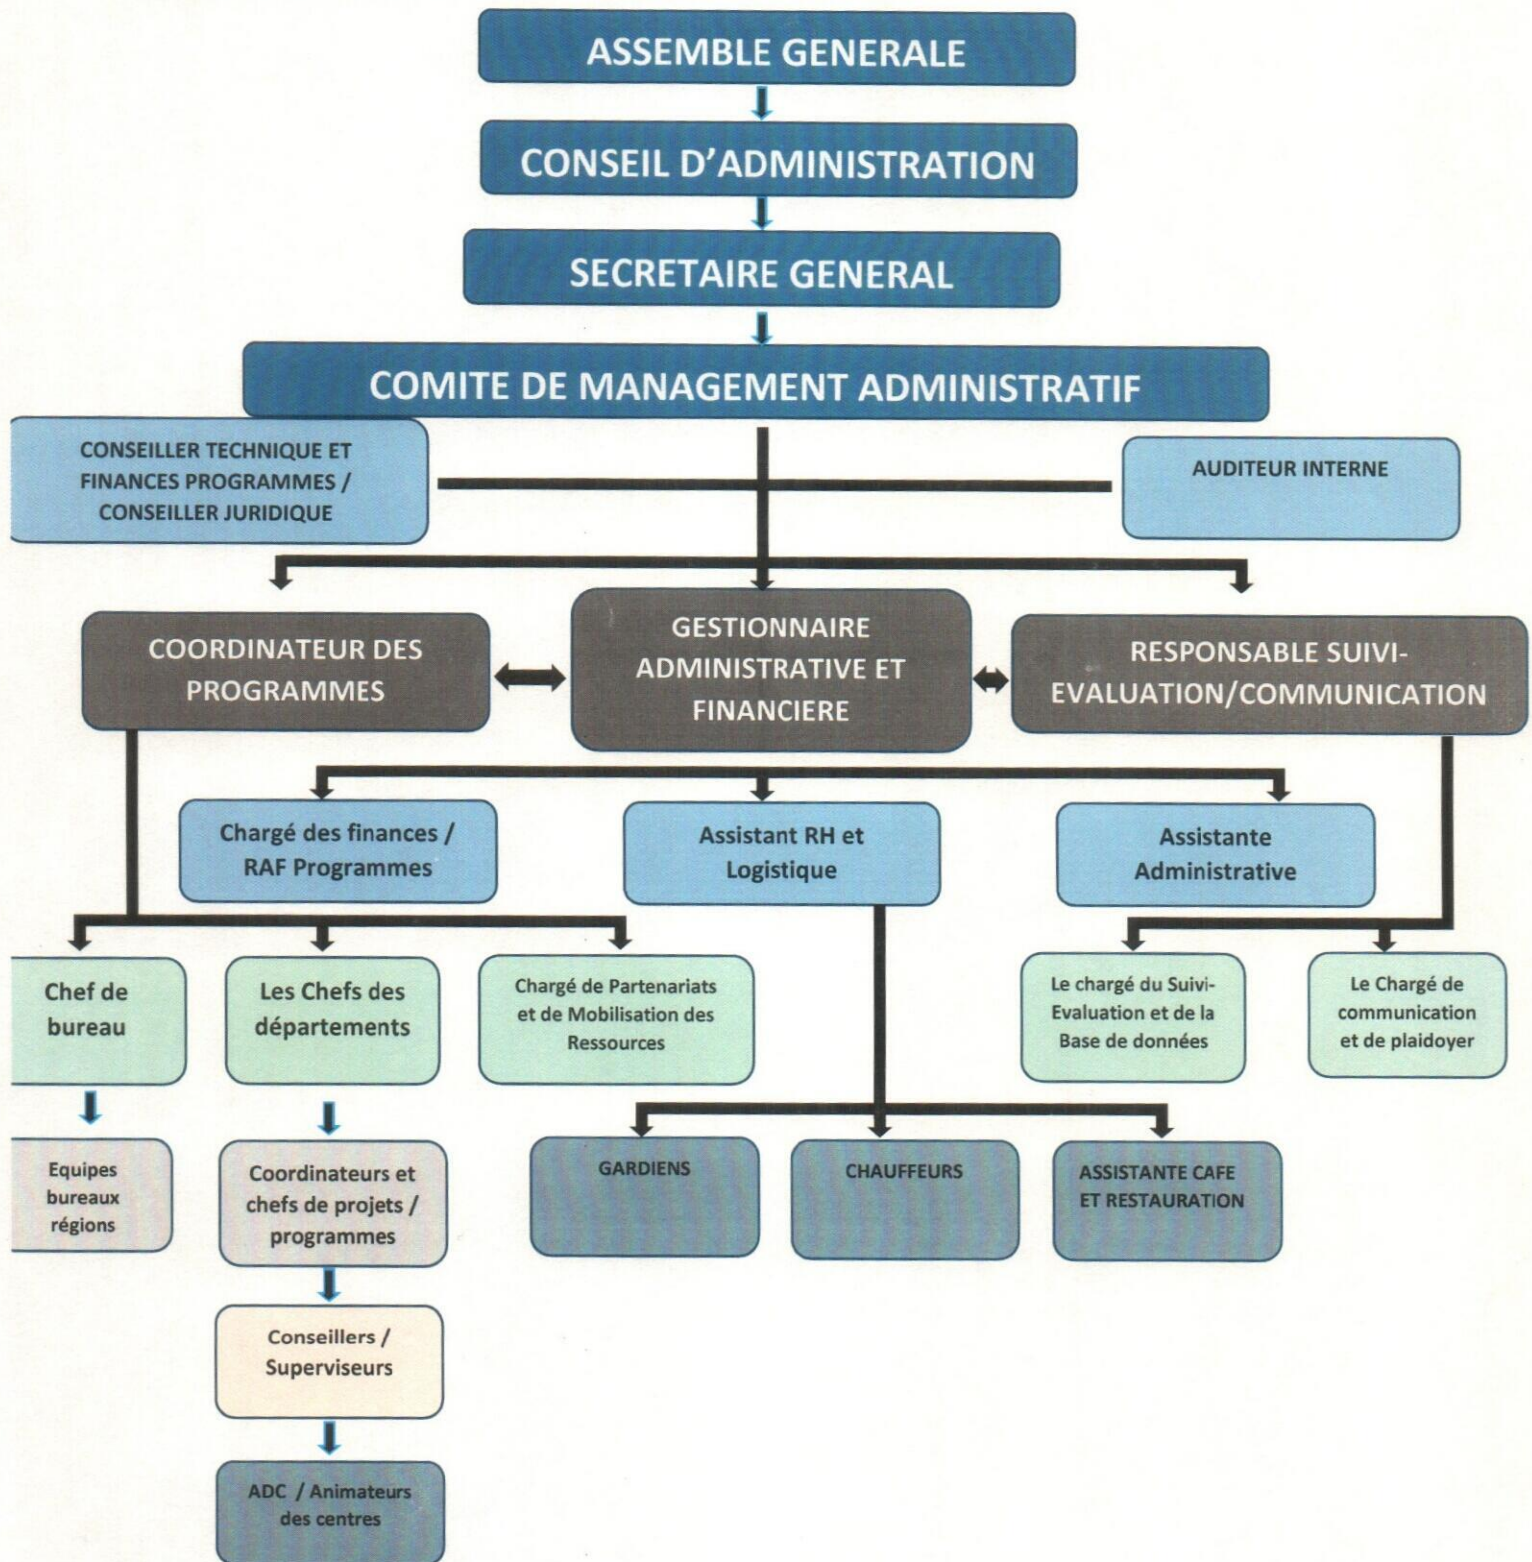 ASSEMBLE GENERALE
CONSEIL D’ADMINISTRATION
SECRETAIRE GENERAL
COMITE DE MANAGEMENT ADMINISTRATIF
CONSEILLER TECHNIQUE ET
FINANCES PROGRAMMES /
CONSEILLER JURIDIQUE
AUDITEUR INTERNE
COORDINATEUR DES
PROGRAMMES
GESTIONNAIRE
ADMINISTRATIVE ET
FINANCIERE
RESPONSABLE SUIVI-
EVALUATION/COMMUNICATION
Chargé des finances /
RAF Programmes
Assistant RH et
Logistique
Assistante
Administrative
Chef de
bureau
Les Chefs des
départements
Chargé de Partenariats
et de Mobilisation des
Ressources
Le chargé du Suivi-
Evaluation et de la
Base de données
Le Chargé de
communication
et de plaidoyer
Equipes
bureaux
régions
Coordinateurs et
chefs de projets /
programmes
GARDIENS
CHAUFFEURS
ASSISTANTE CAFE
ET RESTAURATION
Conseillers /
Superviseurs
ADC / Animateurs
des centres